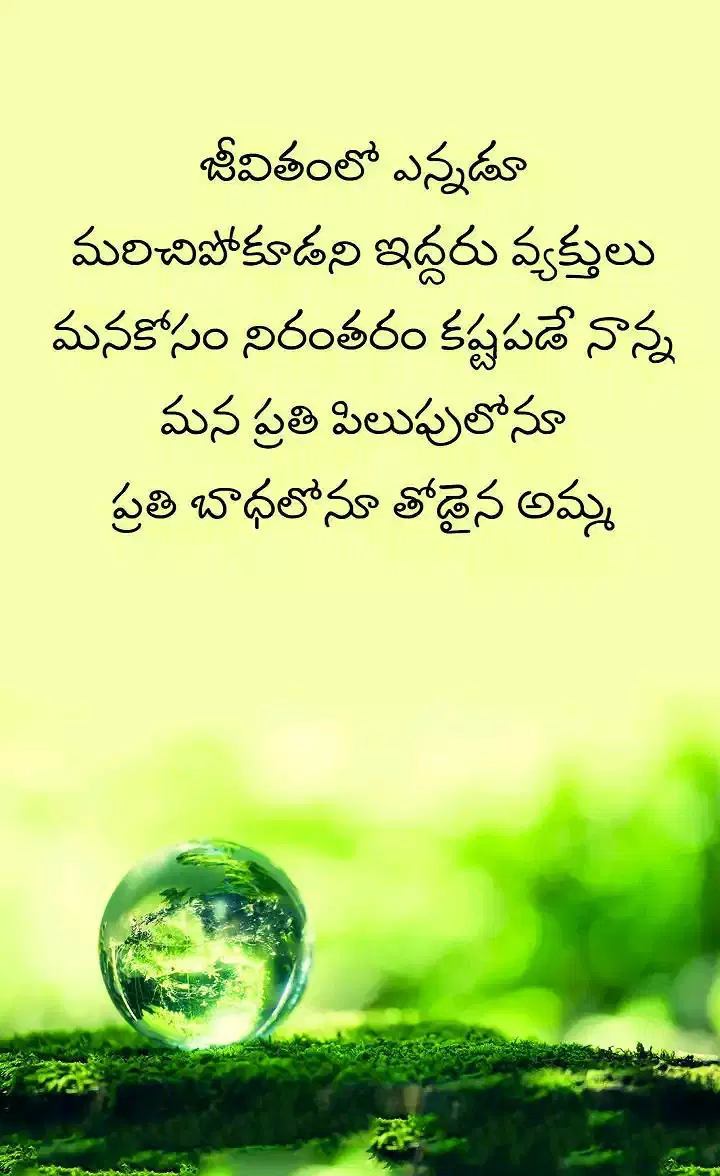 జీవితంలో ఎన్నడూ
మరిచిపోకూడని ఇద్దరు వ్యక్తులు
మనకోసం నిరంతరం కష్టపడే నాన్న
మన ప్రతి పిలుపులోనూ
ప్రతి బాధలోనూ తోడైన అమ్మ